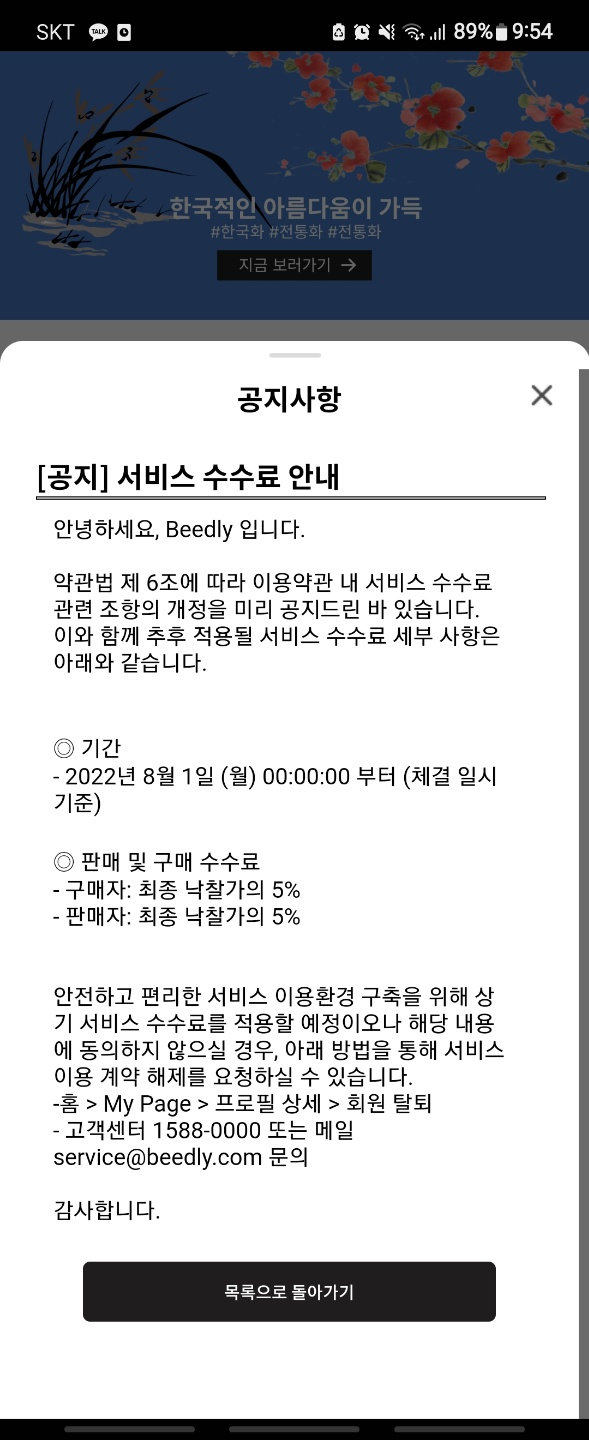 SKT TALK 89% 9:54
한국적인 아름다움이 가득
#한국화 #전통화 #전통화
지금 보러가기 →
공지사항
[공지] 서비스 수수료 안내
안녕하세요, Beedly 입니다.
약관법 제 6조에 따라 이용약관 내 서비스 수수료
관련 조항의 개정을 미리 공지드린 바 있습니다.
이와 함께 추후 적용될 서비스 수수료 세부 사항은
아래와 같습니다.
◎ 기간
- 2022년 8월 1일 (월) 00:00:00 부터 (체결 일시
기준)
◎ 판매 및 구매 수수료
- 구매자: 최종 낙찰가의 5%
- 판매자: 최종 낙찰가의 5%
안전하고 편리한 서비스 이용환경 구축을 위해 상
기 서비스 수수료를 적용할 예정이오나 해당 내용
에 동의하지 않으실 경우, 아래 방법을 통해 서비스
이용 계약 해제를 요청하실 수 있습니다.
-홈 > My Page > 프로필 상세 > 회원 탈퇴
- 고객센터 1588-0000 또는 메일
service@beedly.com 문의
감사합니다.
목록으로 돌아가기